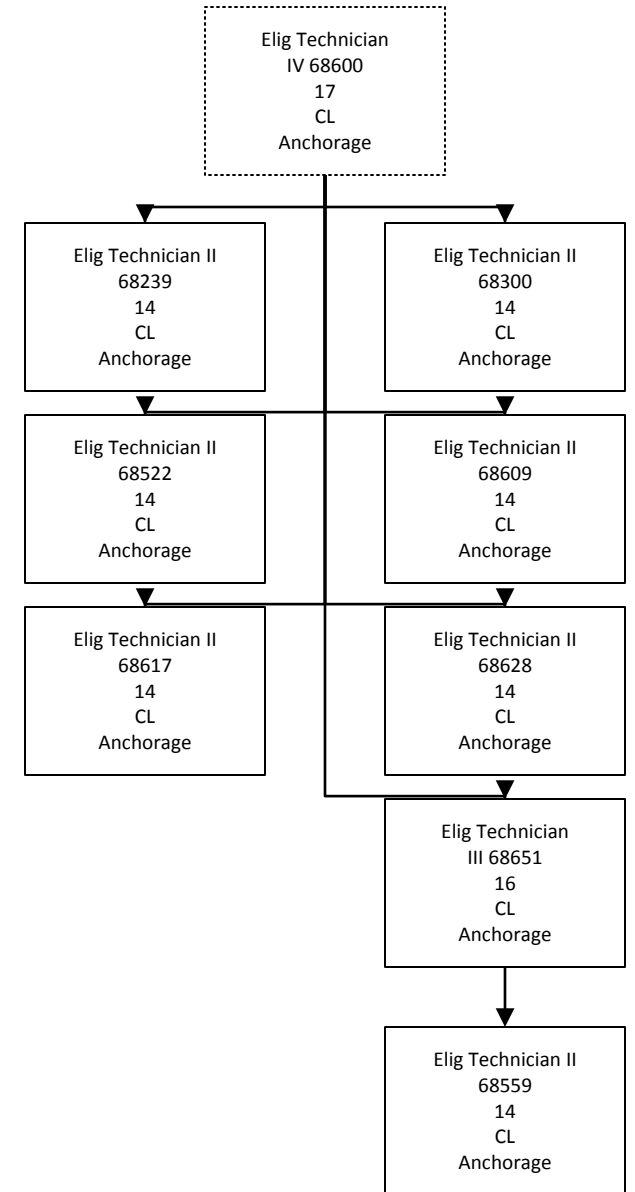 Elig Technician
IV 68600
17
CL
Anchorage
Elig Technician II
68239
14
CL
Anchorage
Elig Technician II
68300
14
CL
Anchorage
Elig Technician II
68522
14
CL
Anchorage
Elig Technician II
68609
14
CL
Anchorage
Elig Technician II
68617
14
CL
Anchorage
Elig Technician II
68628
14
CL
Anchorage
Elig Technician
III 68651
16
CL
Anchorage
Elig Technician II
68559
14
CL
Anchorage